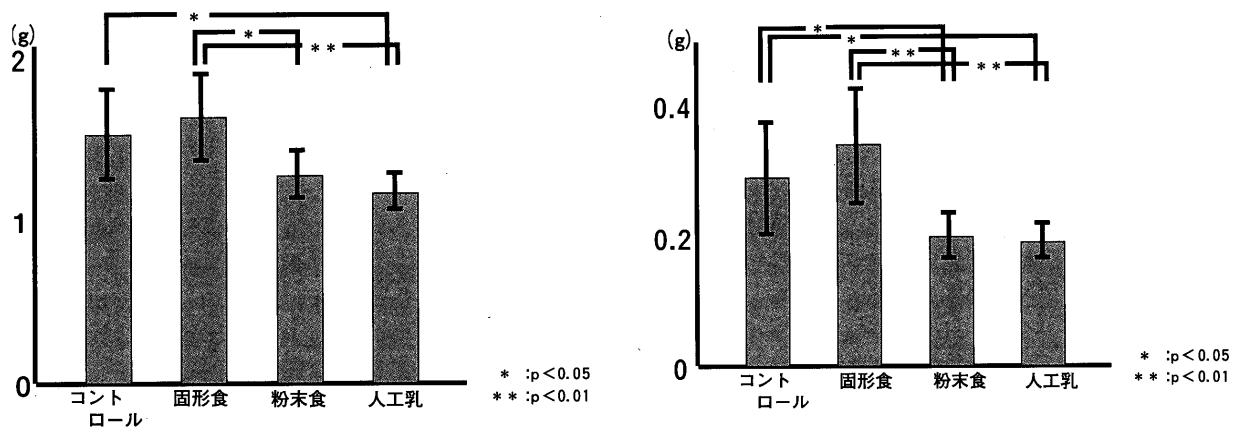 (g)
2
1
0
*
*
**
コント
ロール
固形食
粉末食
人工乳
* :p<0.05
** :p<0.01
(g)
0.4
0.2
0
*
*
**
**
コント
ロール
固形食
粉末食
人工乳
* :p<0.05
** :p<0.01